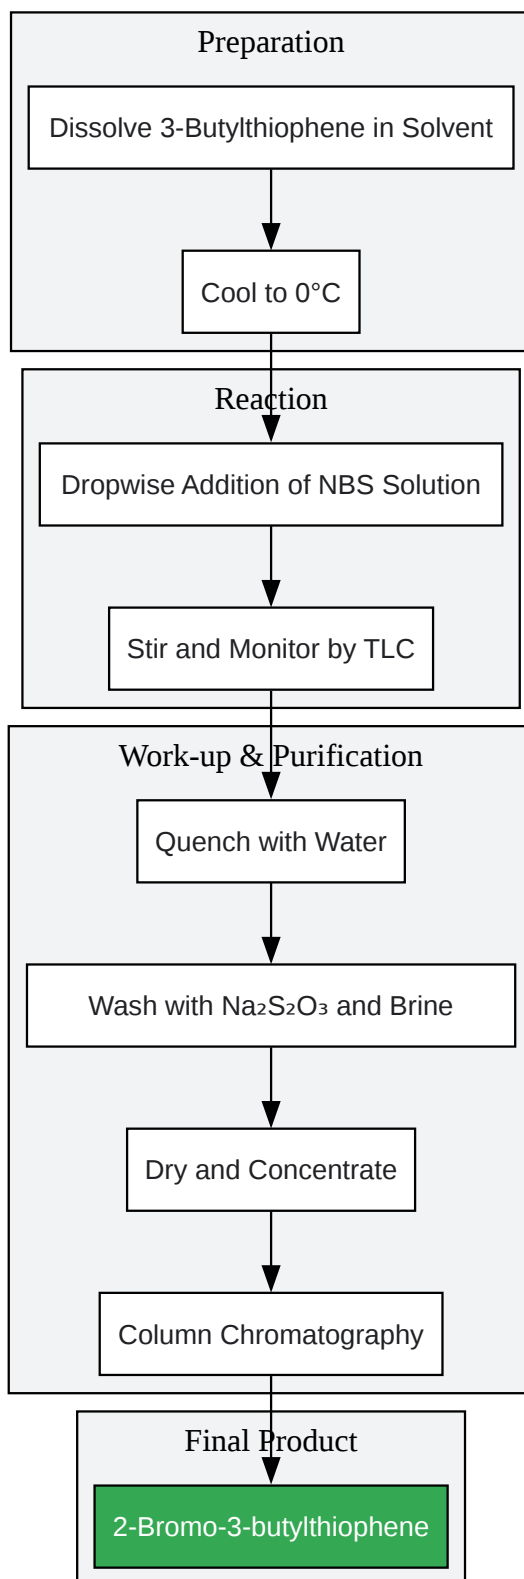 Preparation
Dissolve 3-Butylthiophene in Solvent
Cool to 0°C
Reaction
Dropwise Addition of NBS Solution
Stir and Monitor by TLC
Work-up & Purification
Quench with Water
Wash with Na₂S₂O₃ and Brine
Dry and Concentrate
Column Chromatography
Final Product
2-Bromo-3-butylthiophene